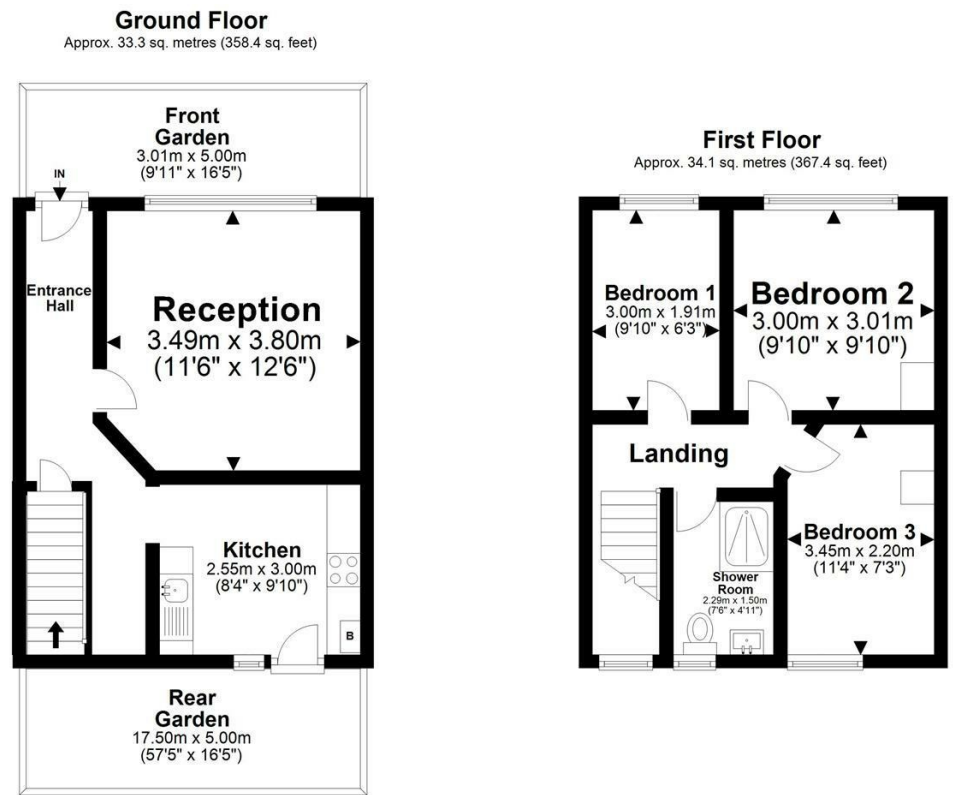 Ground Floor
Approx. 33.3 sq. metres (358.4 sq. feet)
Front
Garden
3.01m x 5.00m
(9'11" x 16'5")
IN
Entrance
Hall
Reception
3.49m x 3.80m
(11'6" x 12'6")
Kitchen
2.55m x 3.00m
(8'4" x 9'10")
B
Rear
Garden
17.50m x 5.00m
(57'5" x 16'5")
First Floor
Approx. 34.1 sq. metres (367.4 sq. feet)
Bedroom 1
3.00m x 1.91m
(9'10" x 6'3")
Bedroom 2
3.00m x 3.01m
(9'10" x 9'10")
Landing
Bedroom 3
3.45m x 2.20m
(11'4" x 7'3")
Shower
Room
2.29m x 1.50m
(7'6" x 4'11")